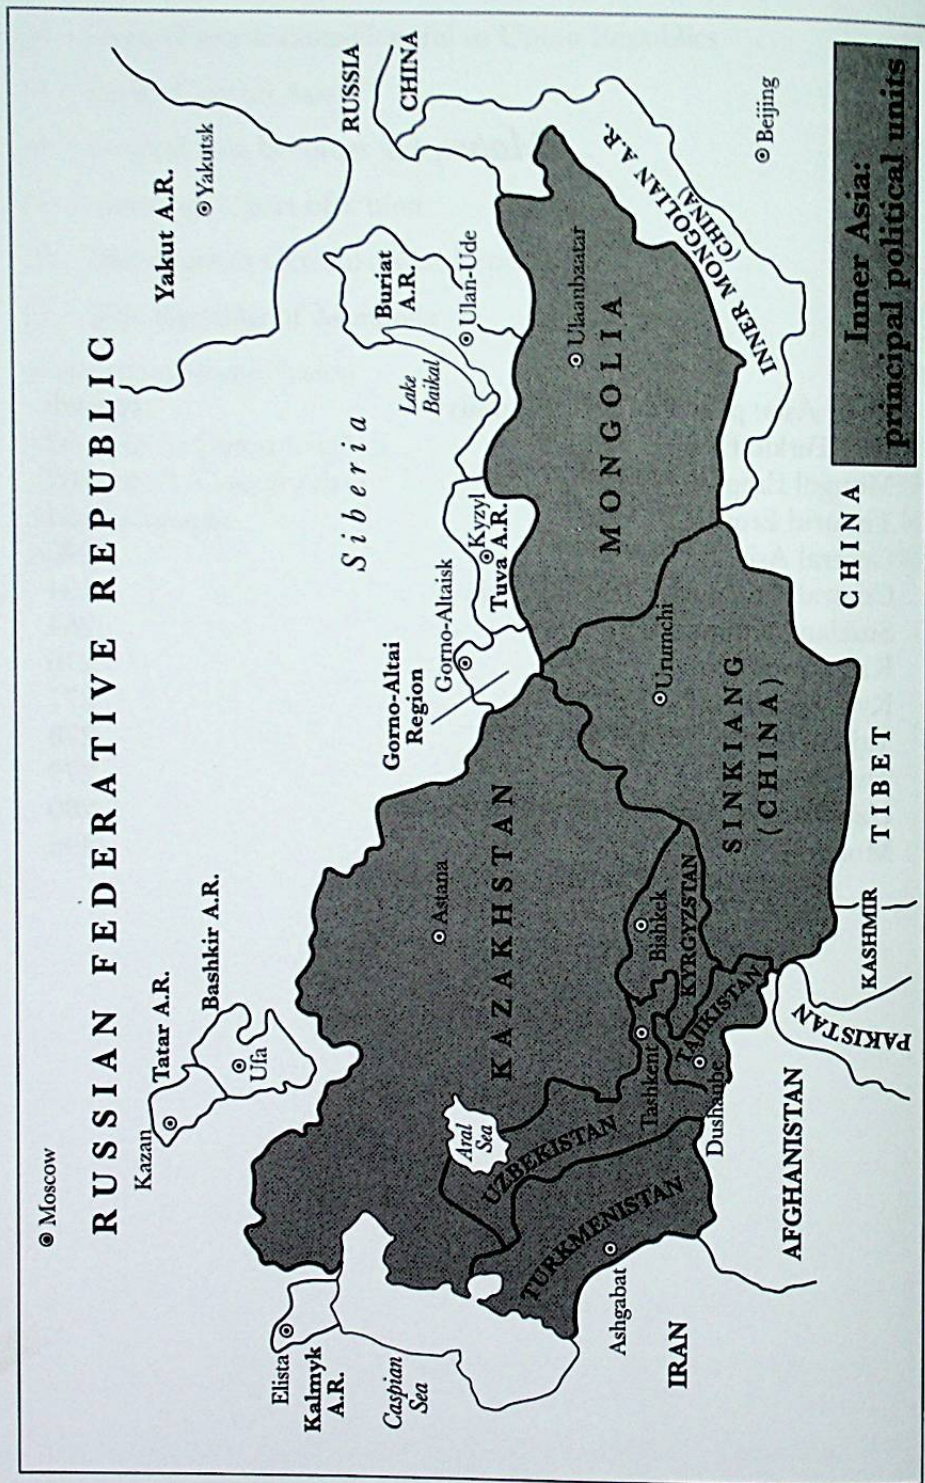 Inner Asia:
principal political units
RUSSIAN FEDERATIVE REPUBLIC
Moscow
Kazan
Tatar A.R.
Bashkir A.R.
Ufa
Elista
Kalmyk
A.R.
Caspian
Sea
Aral
Sea
Siberia
Yakut A.R.
Yakutsk
RUSSIA
CHINA
Buriat
A.R.
Lake
Baikal
Ulan-Ude
Gorno-Altai
Region
Gorno-Altaisk
Kyzyl
Tuva A.R.
KAZAKHSTAN
Astana
MONGOLIA
Ulaanbaatar
INNER MONGOLIAN A.R.
(CHINA)
Beijing
UZBEKISTAN
Tashkent
TURKMENISTAN
Ashgabat
Bishkek
KYRGYZSTAN
TAJIKISTAN
Dushanbe
SINKIANG
(CHINA)
Urumchi
IRAN
AFGHANISTAN
PAKISTAN
KASHMIR
TIBET
CHINA